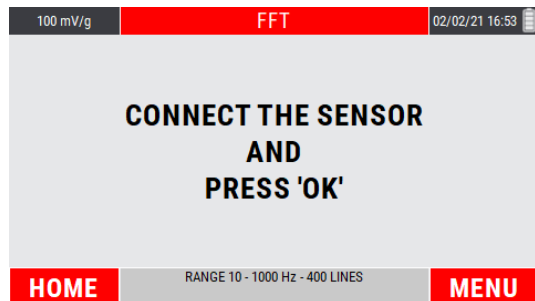 100 mV/g FFT 02/02/21 16:53
CONNECT THE SENSOR
AND
PRESS 'OK'
HOME RANGE 10 - 1000 Hz - 400 LINES MENU